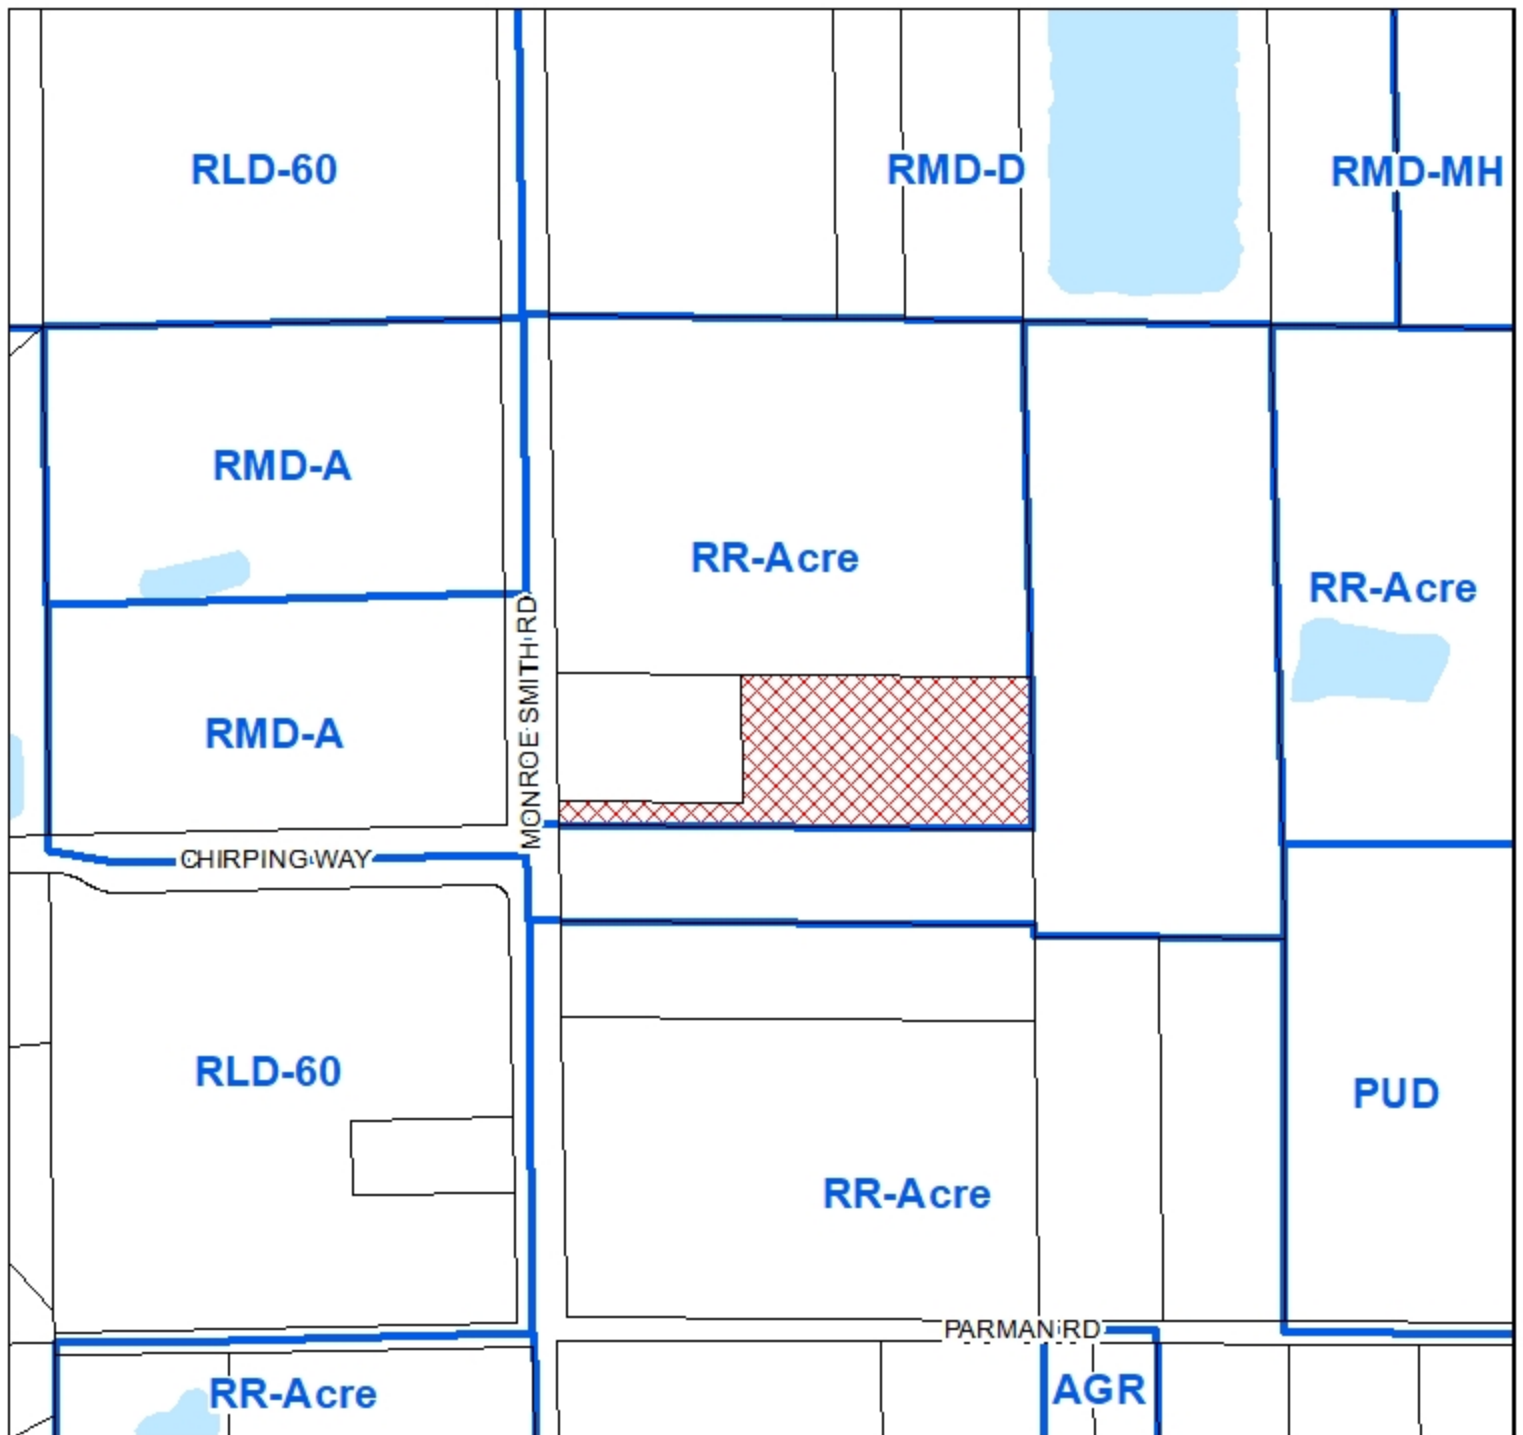 RLD-60
RMD-D
RMD-MH
RMD-A
RR-Acre
RR-Acre
MONROE SMITH RD
RMD-A
CHIRPING WAY
RLD-60
PUD
RR-Acre
PARMAN RD
RR-Acre
AGR